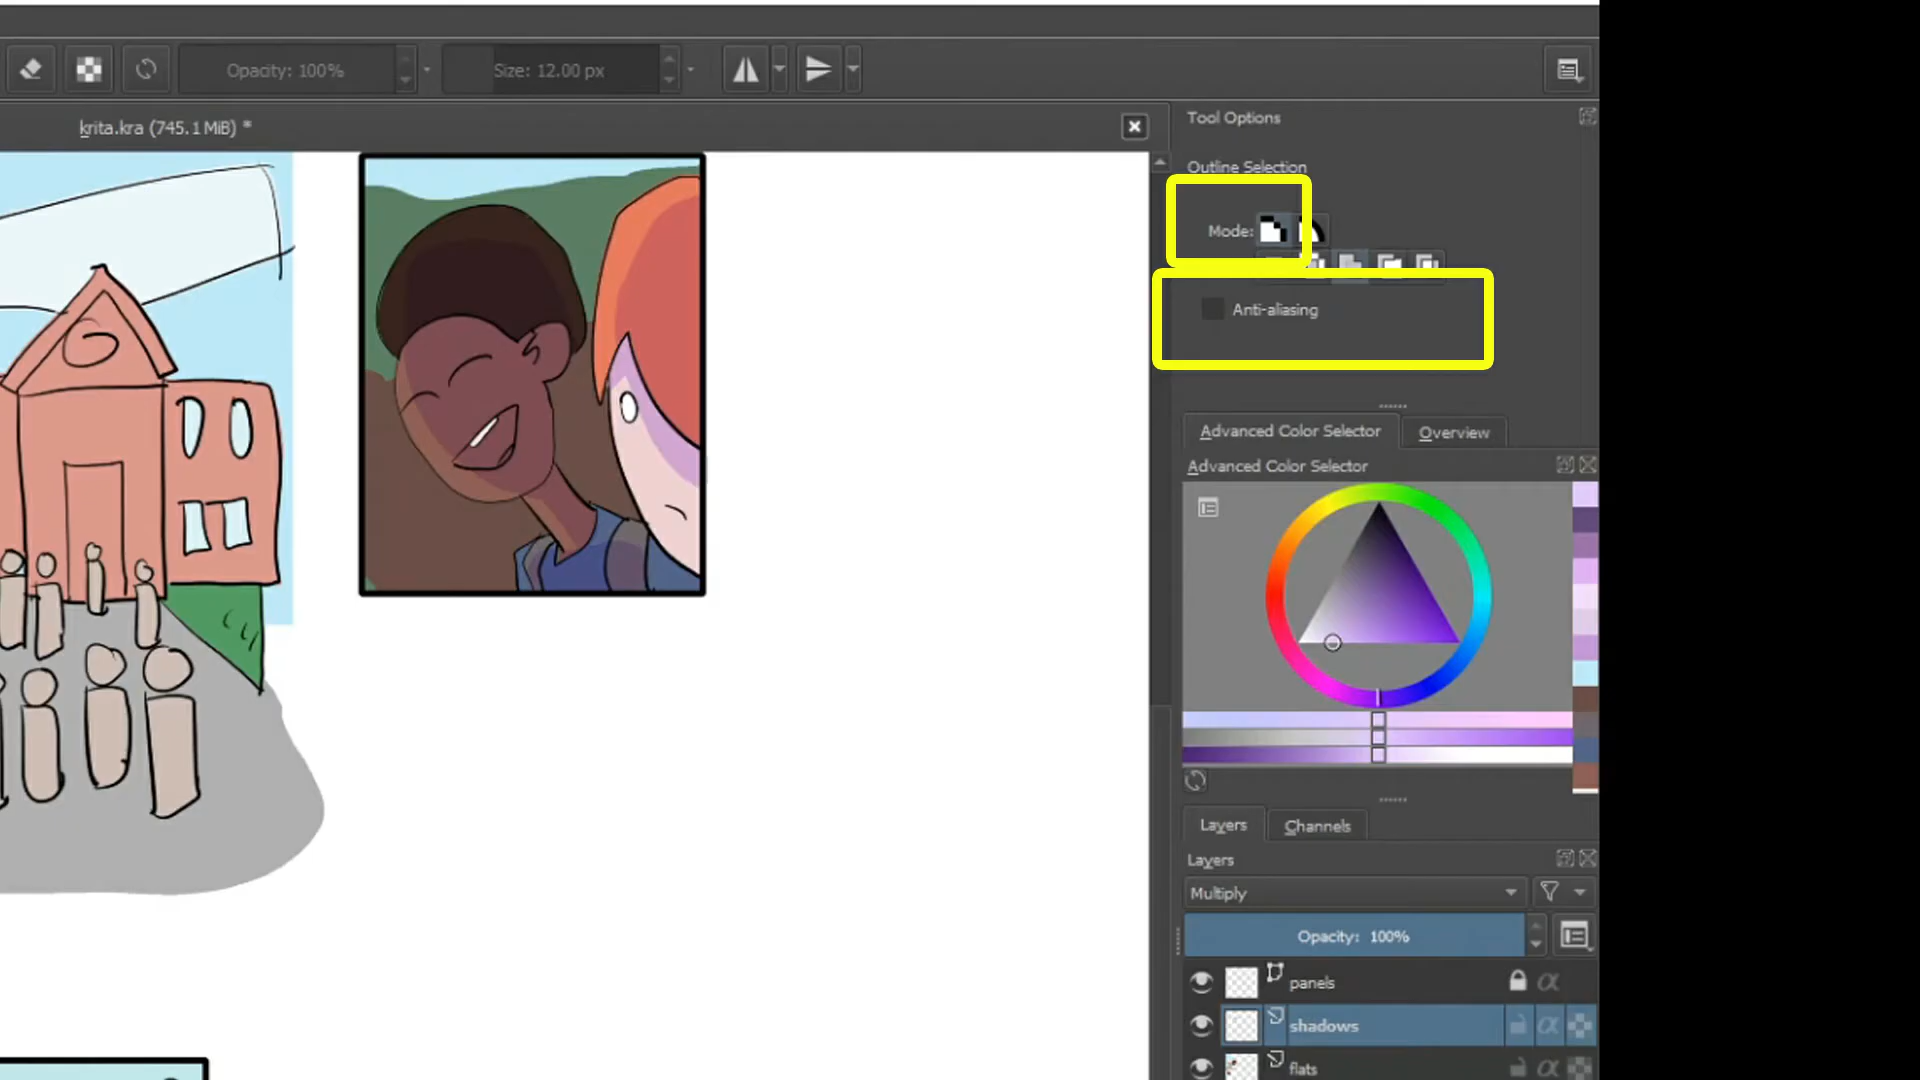 Opacity: 100%
Size: 12.00 px
krita.kra (745.1 MiB) *
Tool Options
Outline Selection
Mode:
Anti-aliasing
Advanced Color Selector
Overview
Advanced Color Selector
Layers
Channels
Layers
Multiply
Opacity: 100%
panels
shadows
flats